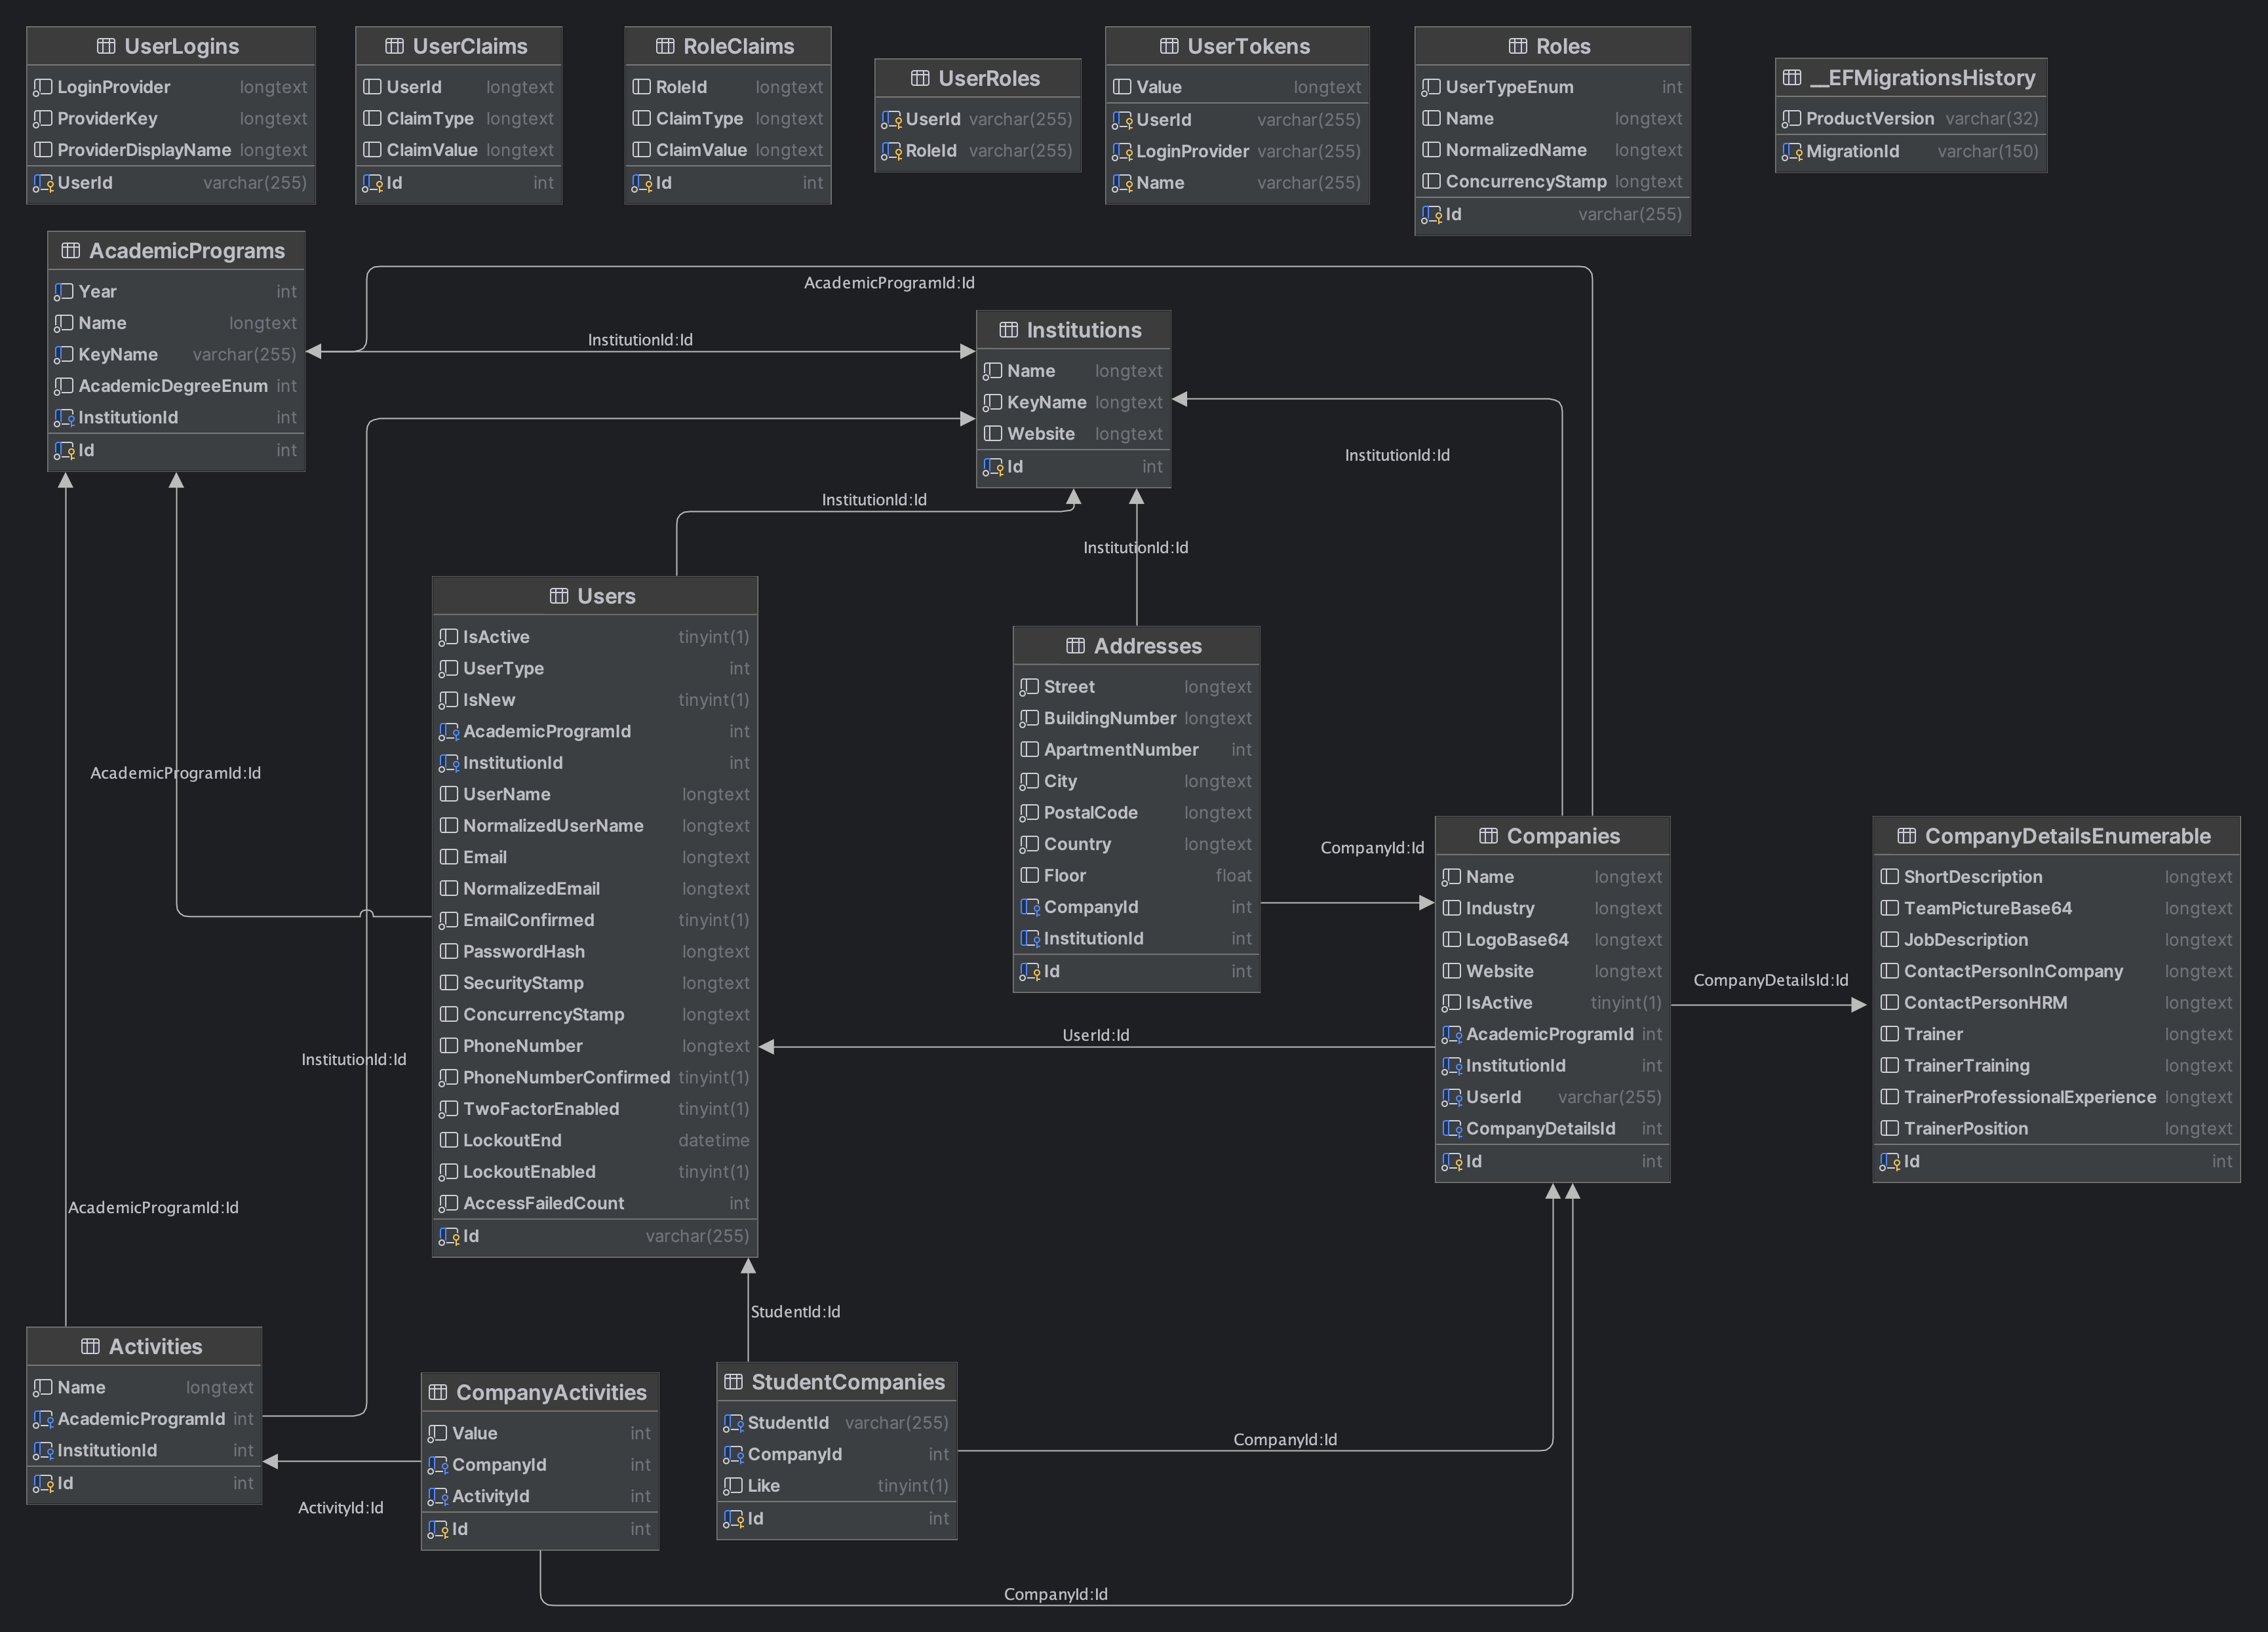 UserLogins
LoginProvider longtext
ProviderKey longtext
ProviderDisplayName longtext
UserId varchar(255)
UserClaims
UserId longtext
ClaimType longtext
ClaimValue longtext
Id int
RoleClaims
RoleId longtext
ClaimType longtext
ClaimValue longtext
Id int
UserRoles
UserId varchar(255)
RoleId varchar(255)
UserTokens
Value longtext
UserId varchar(255)
LoginProvider varchar(255)
Name varchar(255)
Roles
UserTypeEnum int
Name longtext
NormalizedName longtext
ConcurrencyStamp longtext
Id varchar(255)
__EFMigrationsHistory
ProductVersion varchar(32)
MigrationId varchar(150)
AcademicPrograms
Year int
Name longtext
KeyName varchar(255)
AcademicDegreeEnum int
InstitutionId int
Id int
AcademicProgramId:Id
InstitutionId:Id
Institutions
Name longtext
KeyName longtext
Website longtext
Id int
InstitutionId:Id
InstitutionId:Id
InstitutionId:Id
Users
IsActive tinyint(1)
UserType int
IsNew tinyint(1)
AcademicProgramId int
InstitutionId int
UserName longtext
NormalizedUserName longtext
Email longtext
NormalizedEmail longtext
EmailConfirmed tinyint(1)
PasswordHash longtext
SecurityStamp longtext
ConcurrencyStamp longtext
PhoneNumber longtext
PhoneNumberConfirmed tinyint(1)
TwoFactorEnabled tinyint(1)
LockoutEnd datetime
LockoutEnabled tinyint(1)
AccessFailedCount int
Id varchar(255)
Addresses
Street longtext
BuildingNumber longtext
ApartmentNumber int
City longtext
PostalCode longtext
Country longtext
Floor float
CompanyId int
InstitutionId int
Id int
AcademicProgramId:Id
CompanyId:Id
Companies
Name longtext
Industry longtext
LogoBase64 longtext
Website longtext
IsActive tinyint(1)
AcademicProgramId int
InstitutionId int
UserId varchar(255)
CompanyDetailsId int
Id int
CompanyDetailsId:Id
CompanyDetailsEnumerable
ShortDescription longtext
TeamPictureBase64 longtext
JobDescription longtext
ContactPersonInCompany longtext
ContactPersonHRM longtext
Trainer longtext
TrainerTraining longtext
TrainerProfessionalExperience longtext
TrainerPosition longtext
Id int
UserId:Id
InstitutionId:Id
AcademicProgramId:Id
StudentId:Id
Activities
Name longtext
AcademicProgramId int
InstitutionId int
Id int
ActivityId:Id
CompanyActivities
Value int
CompanyId int
ActivityId int
Id int
StudentCompanies
StudentId varchar(255)
CompanyId int
Like tinyint(1)
Id int
CompanyId:Id
CompanyId:Id